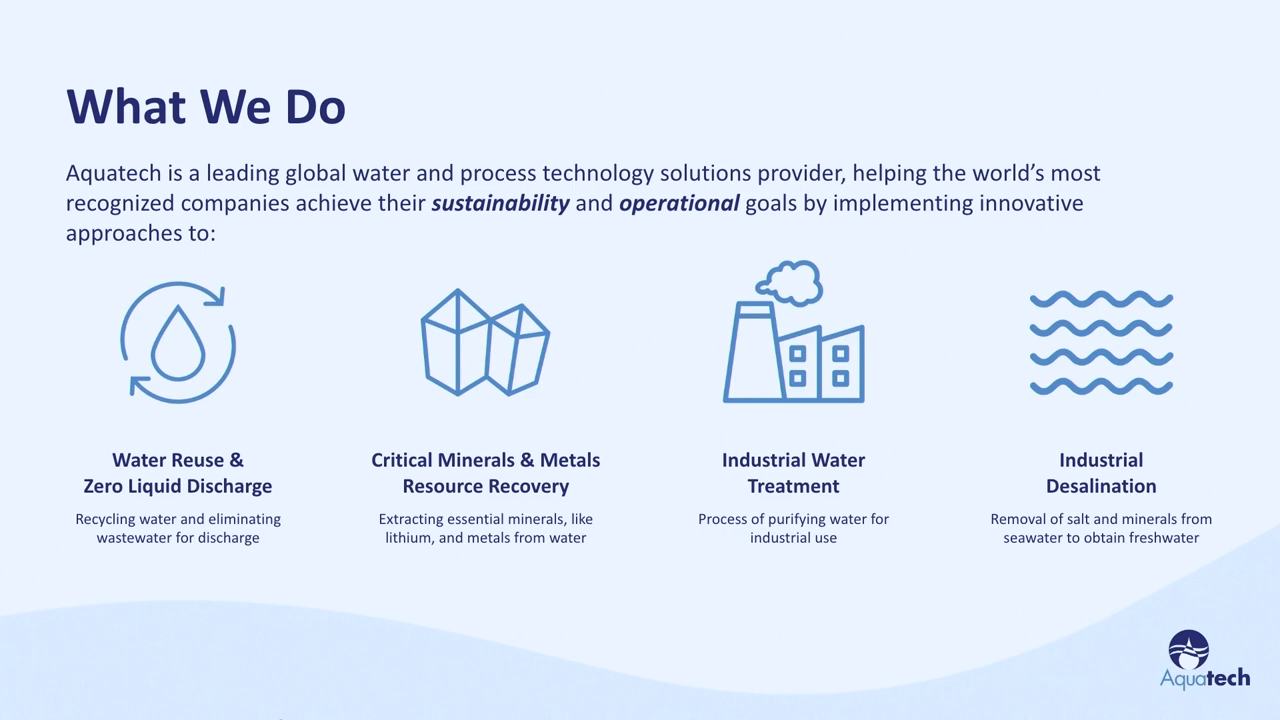 What We Do
Aquatech is a leading global water and process technology solutions provider, helping the world’s most
recognized companies achieve their sustainability and operational goals by implementing innovative
approaches to:
Water Reuse &
Zero Liquid Discharge
Recycling water and eliminating
wastewater for discharge
Critical Minerals & Metals
Resource Recovery
Extracting essential minerals, like
lithium, and metals from water
Industrial Water
Treatment
Process of purifying water for
industrial use
Industrial
Desalination
Removal of salt and minerals from
seawater to obtain freshwater
Aquatech